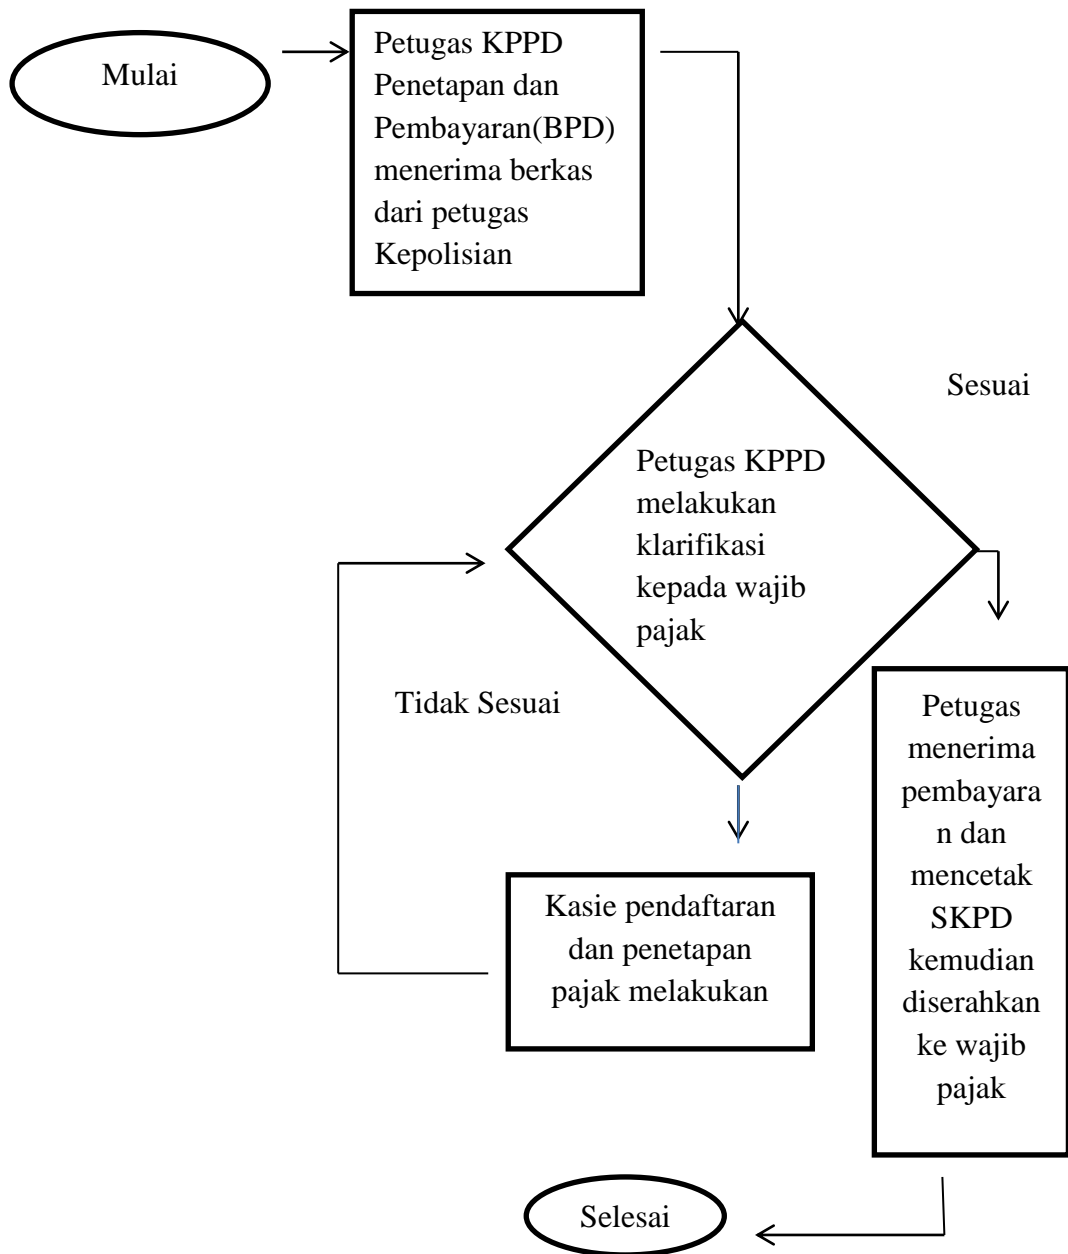 Mulai
Petugas KPPD
Penetapan dan
Pembayaran(BPD)
menerima berkas
dari petugas
Kepolisian
Sesuai
Petugas KPPD
melakukan
klarifikasi
kepada wajib
pajak
Tidak Sesuai
Petugas
menerima
pembayara
n dan
mencetak
SKPD
kemudian
diserahkan
ke wajib
pajak
Kasie pendaftaran
dan penetapan
pajak melakukan
Selesai